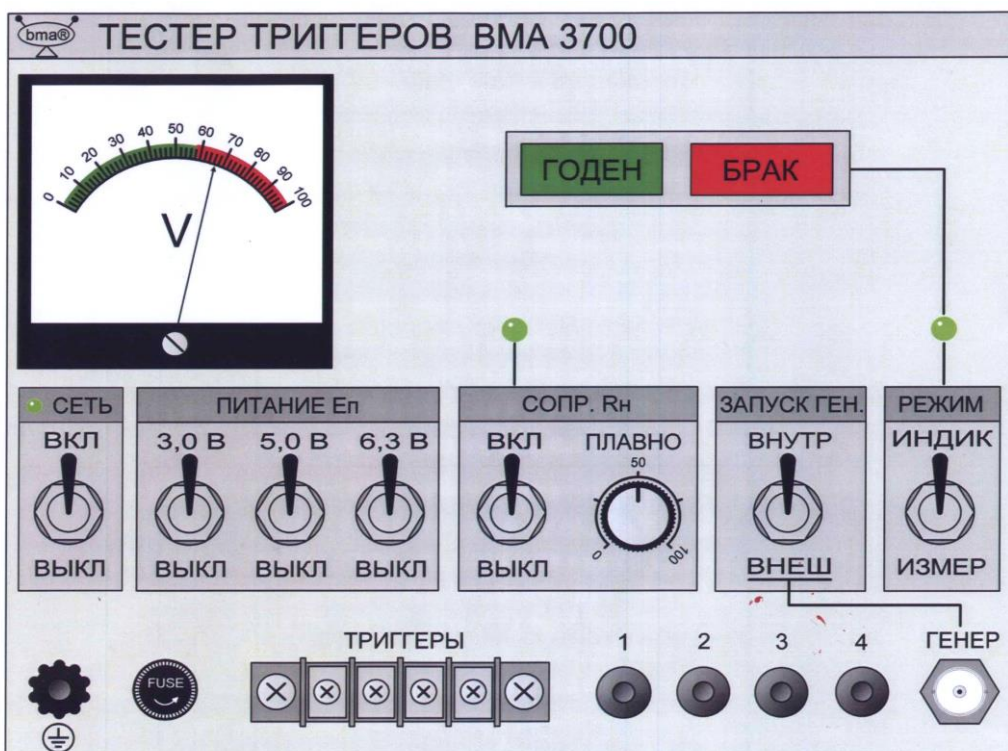 bma® ТЕСТЕР ТРИГГЕРОВ ВМА 3700
0 10 20 30 40 50 60 70 80 90 100
V
ГОДЕН БРАК
СЕТЬ ПИТАНИЕ Еп СОПР. Rн ЗАПУСК ГЕН. РЕЖИМ
ВКЛ 3,0 В 5,0 В 6,3 В ВКЛ ПЛАВНО ВНУТР ИНДИК
50
0 100
ВЫКЛ ВЫКЛ ВЫКЛ ВЫКЛ ВЫКЛ ВНЕШ ИЗМЕР
ТРИГГЕРЫ 1 2 3 4 ГЕНЕР
FUSE